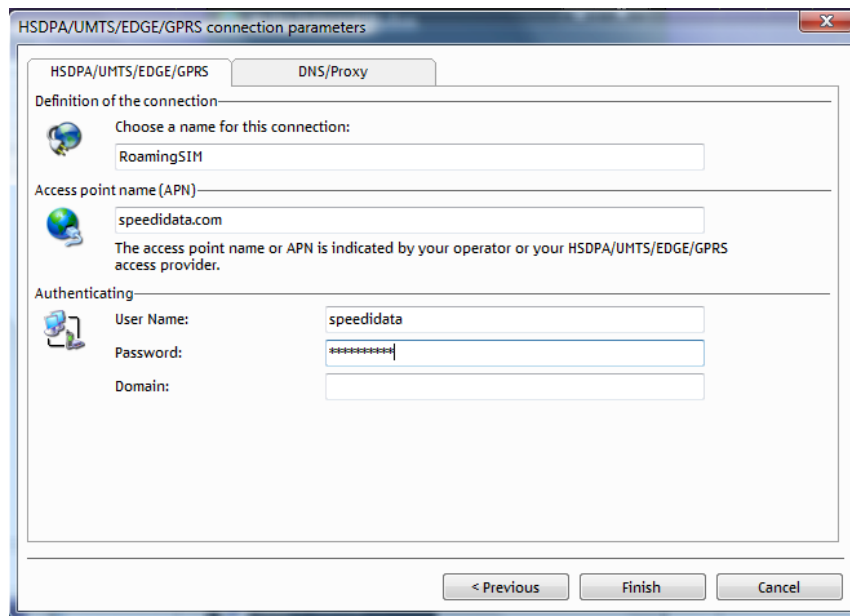 HSDPA/UMTS/EDGE/GPRS connection parameters
HSDPA/UMTS/EDGE/GPRS
DNS/Proxy
Definition of the connection
Choose a name for this connection:
RoamingSIM
Access point name (APN)
speedidata.com
The access point name or APN is indicated by your operator or your HSDPA/UMTS/EDGE/GPRS
access provider.
Authenticating
User Name:
speedidata
Password:
**********
Domain:
< Previous
Finish
Cancel